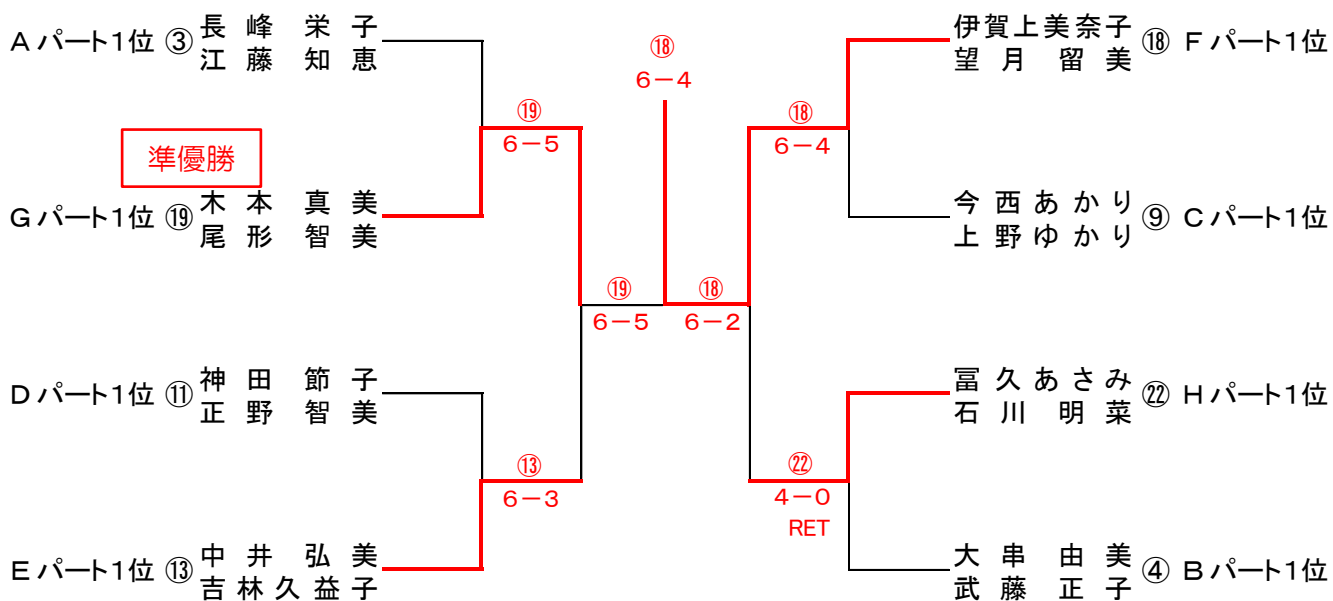 Aパート1位 ③ 長峰栄子
江藤知恵
⑱
6-4
伊賀上美奈子 ⑱ Fパート1位
望月留美
⑲
6-5
⑱
6-4
準優勝
Gパート1位 ⑲ 木本真美
尾形智美
今西あかり ⑨ Cパート1位
上野ゆかり
⑲
6-5
⑱
6-2
Dパート1位 ⑪ 神田節子
正野智美
冨久あさみ ㉒ Hパート1位
石川明菜
⑬
6-3
㉒
4-0
RET
Eパート1位 ⑬ 中井弘美
吉林久益子
大串由美 ④ Bパート1位
武藤正子